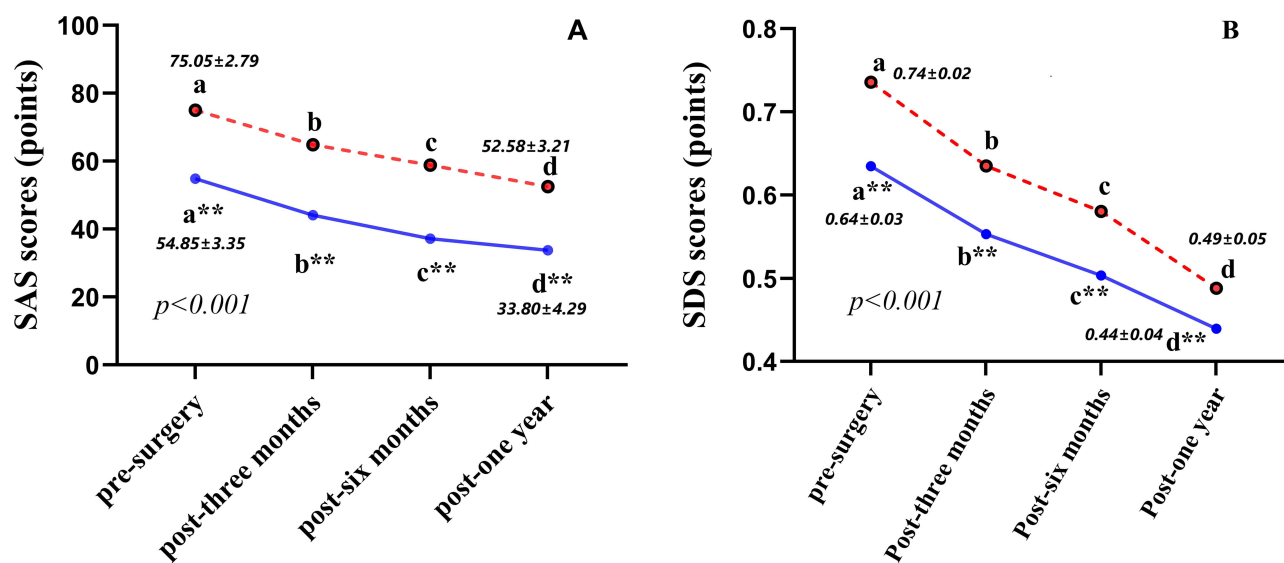 A
SAS scores (points)
100
80
60
40
20
0
75.05±2.79
a
b
c
52.58±3.21
d
a**
54.85±3.35
b**
c**
d**
33.80±4.29
p<0.001
pre-surgery
post-three months
post-six months
post-one year
B
SDS scores (points)
0.8
0.7
0.6
0.5
0.4
a
0.74±0.02
b
c
0.49±0.05
d
a**
0.64±0.03
b**
c**
0.44±0.04
d**
p<0.001
pre-surgery
Post-three months
Post-six months
Post-one year